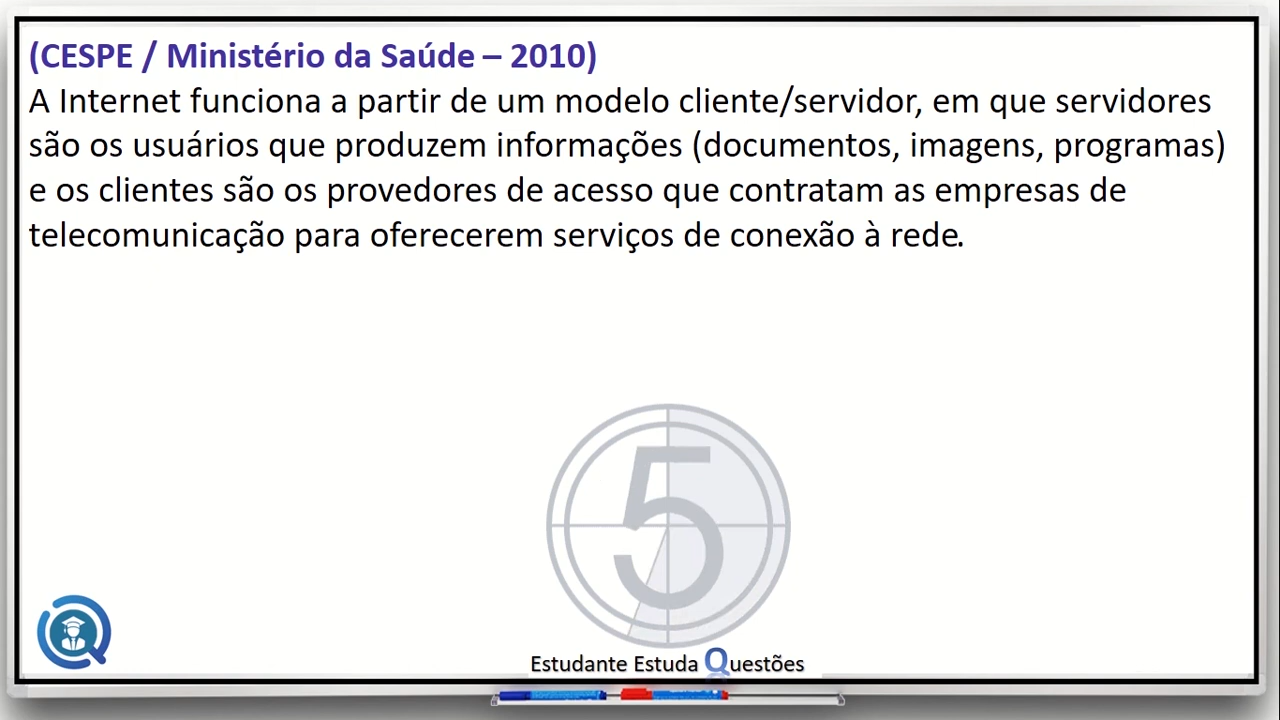 (CESPE / Ministério da Saúde – 2010)
A Internet funciona a partir de um modelo cliente/servidor, em que servidores
são os usuários que produzem informações (documentos, imagens, programas)
e os clientes são os provedores de acesso que contratam as empresas de
telecomunicação para oferecerem serviços de conexão à rede.
5
Estudante Estuda Questões